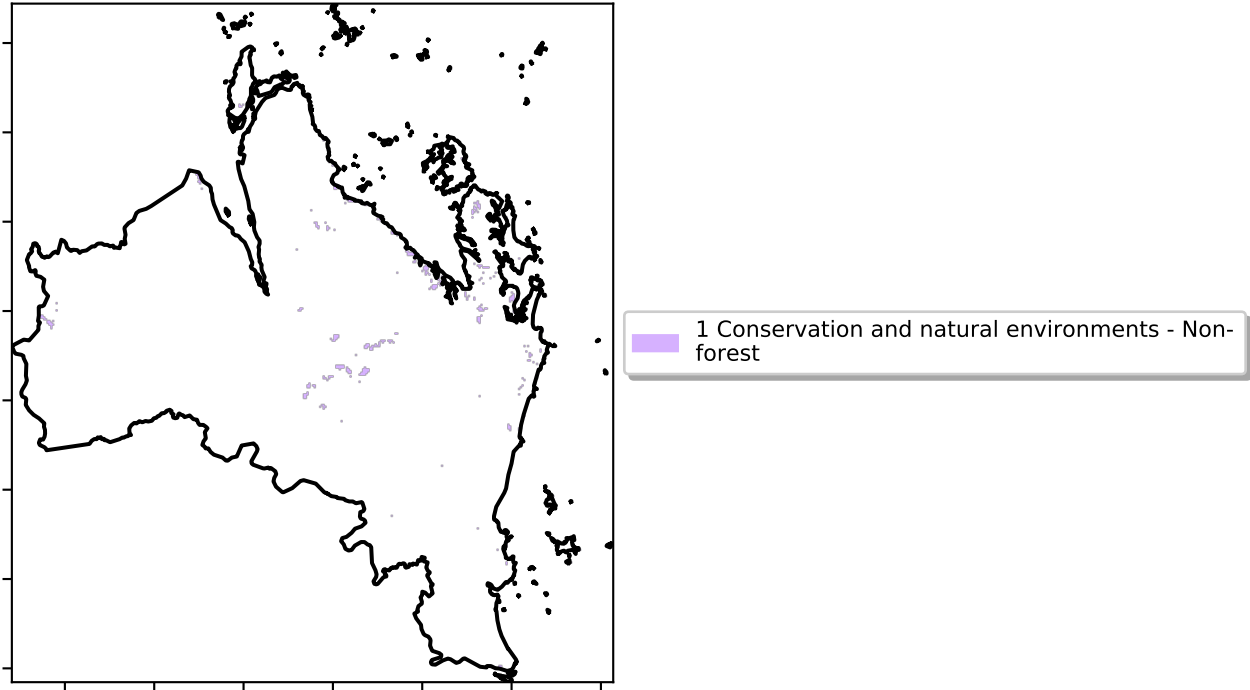 1 Conservation and natural environments - Non-
forest